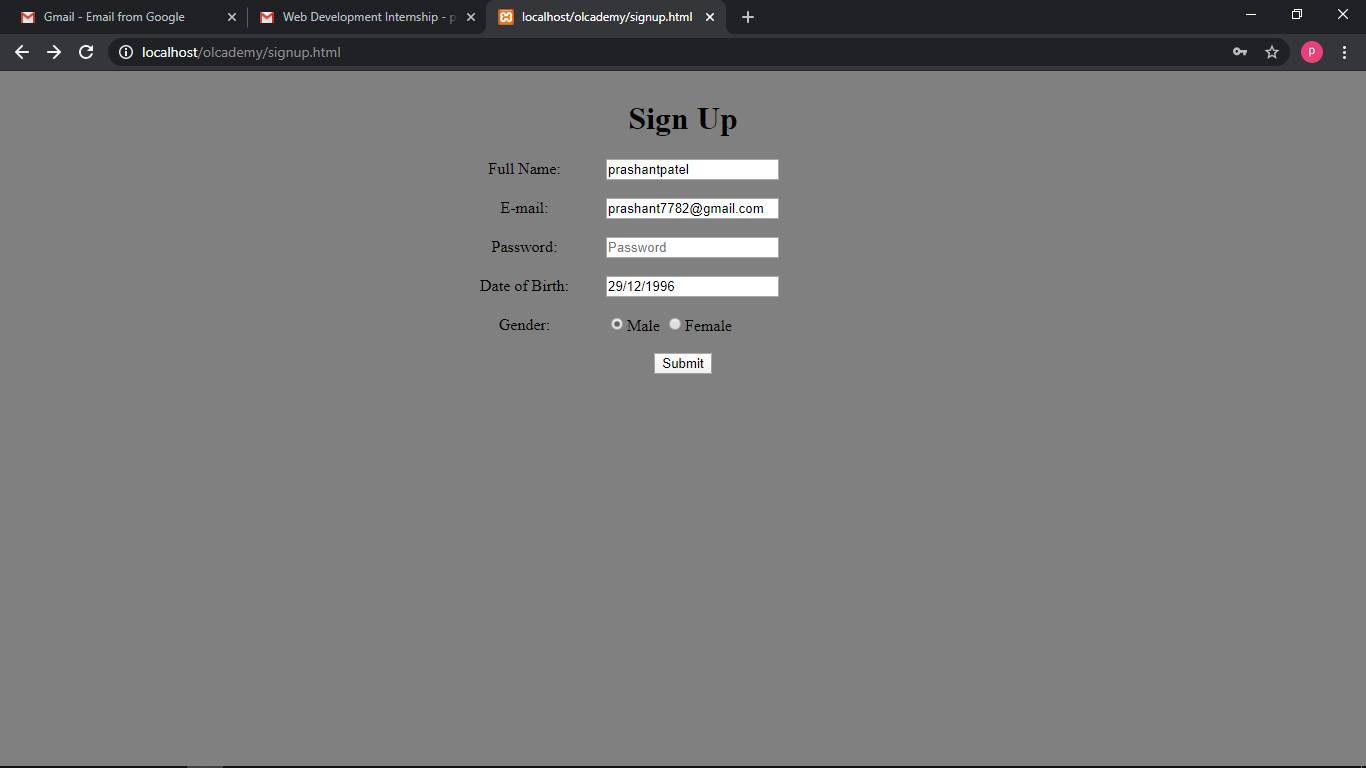 Gmail - Email from Google
Web Development Internship - p
localhost/olcademy/signup.html
localhost/olcademy/signup.html
p
Sign Up
Full Name: prashantpatel
E-mail: prashant7782@gmail.com
Password: Password
Date of Birth: 29/12/1996
Gender: Male Female
Submit